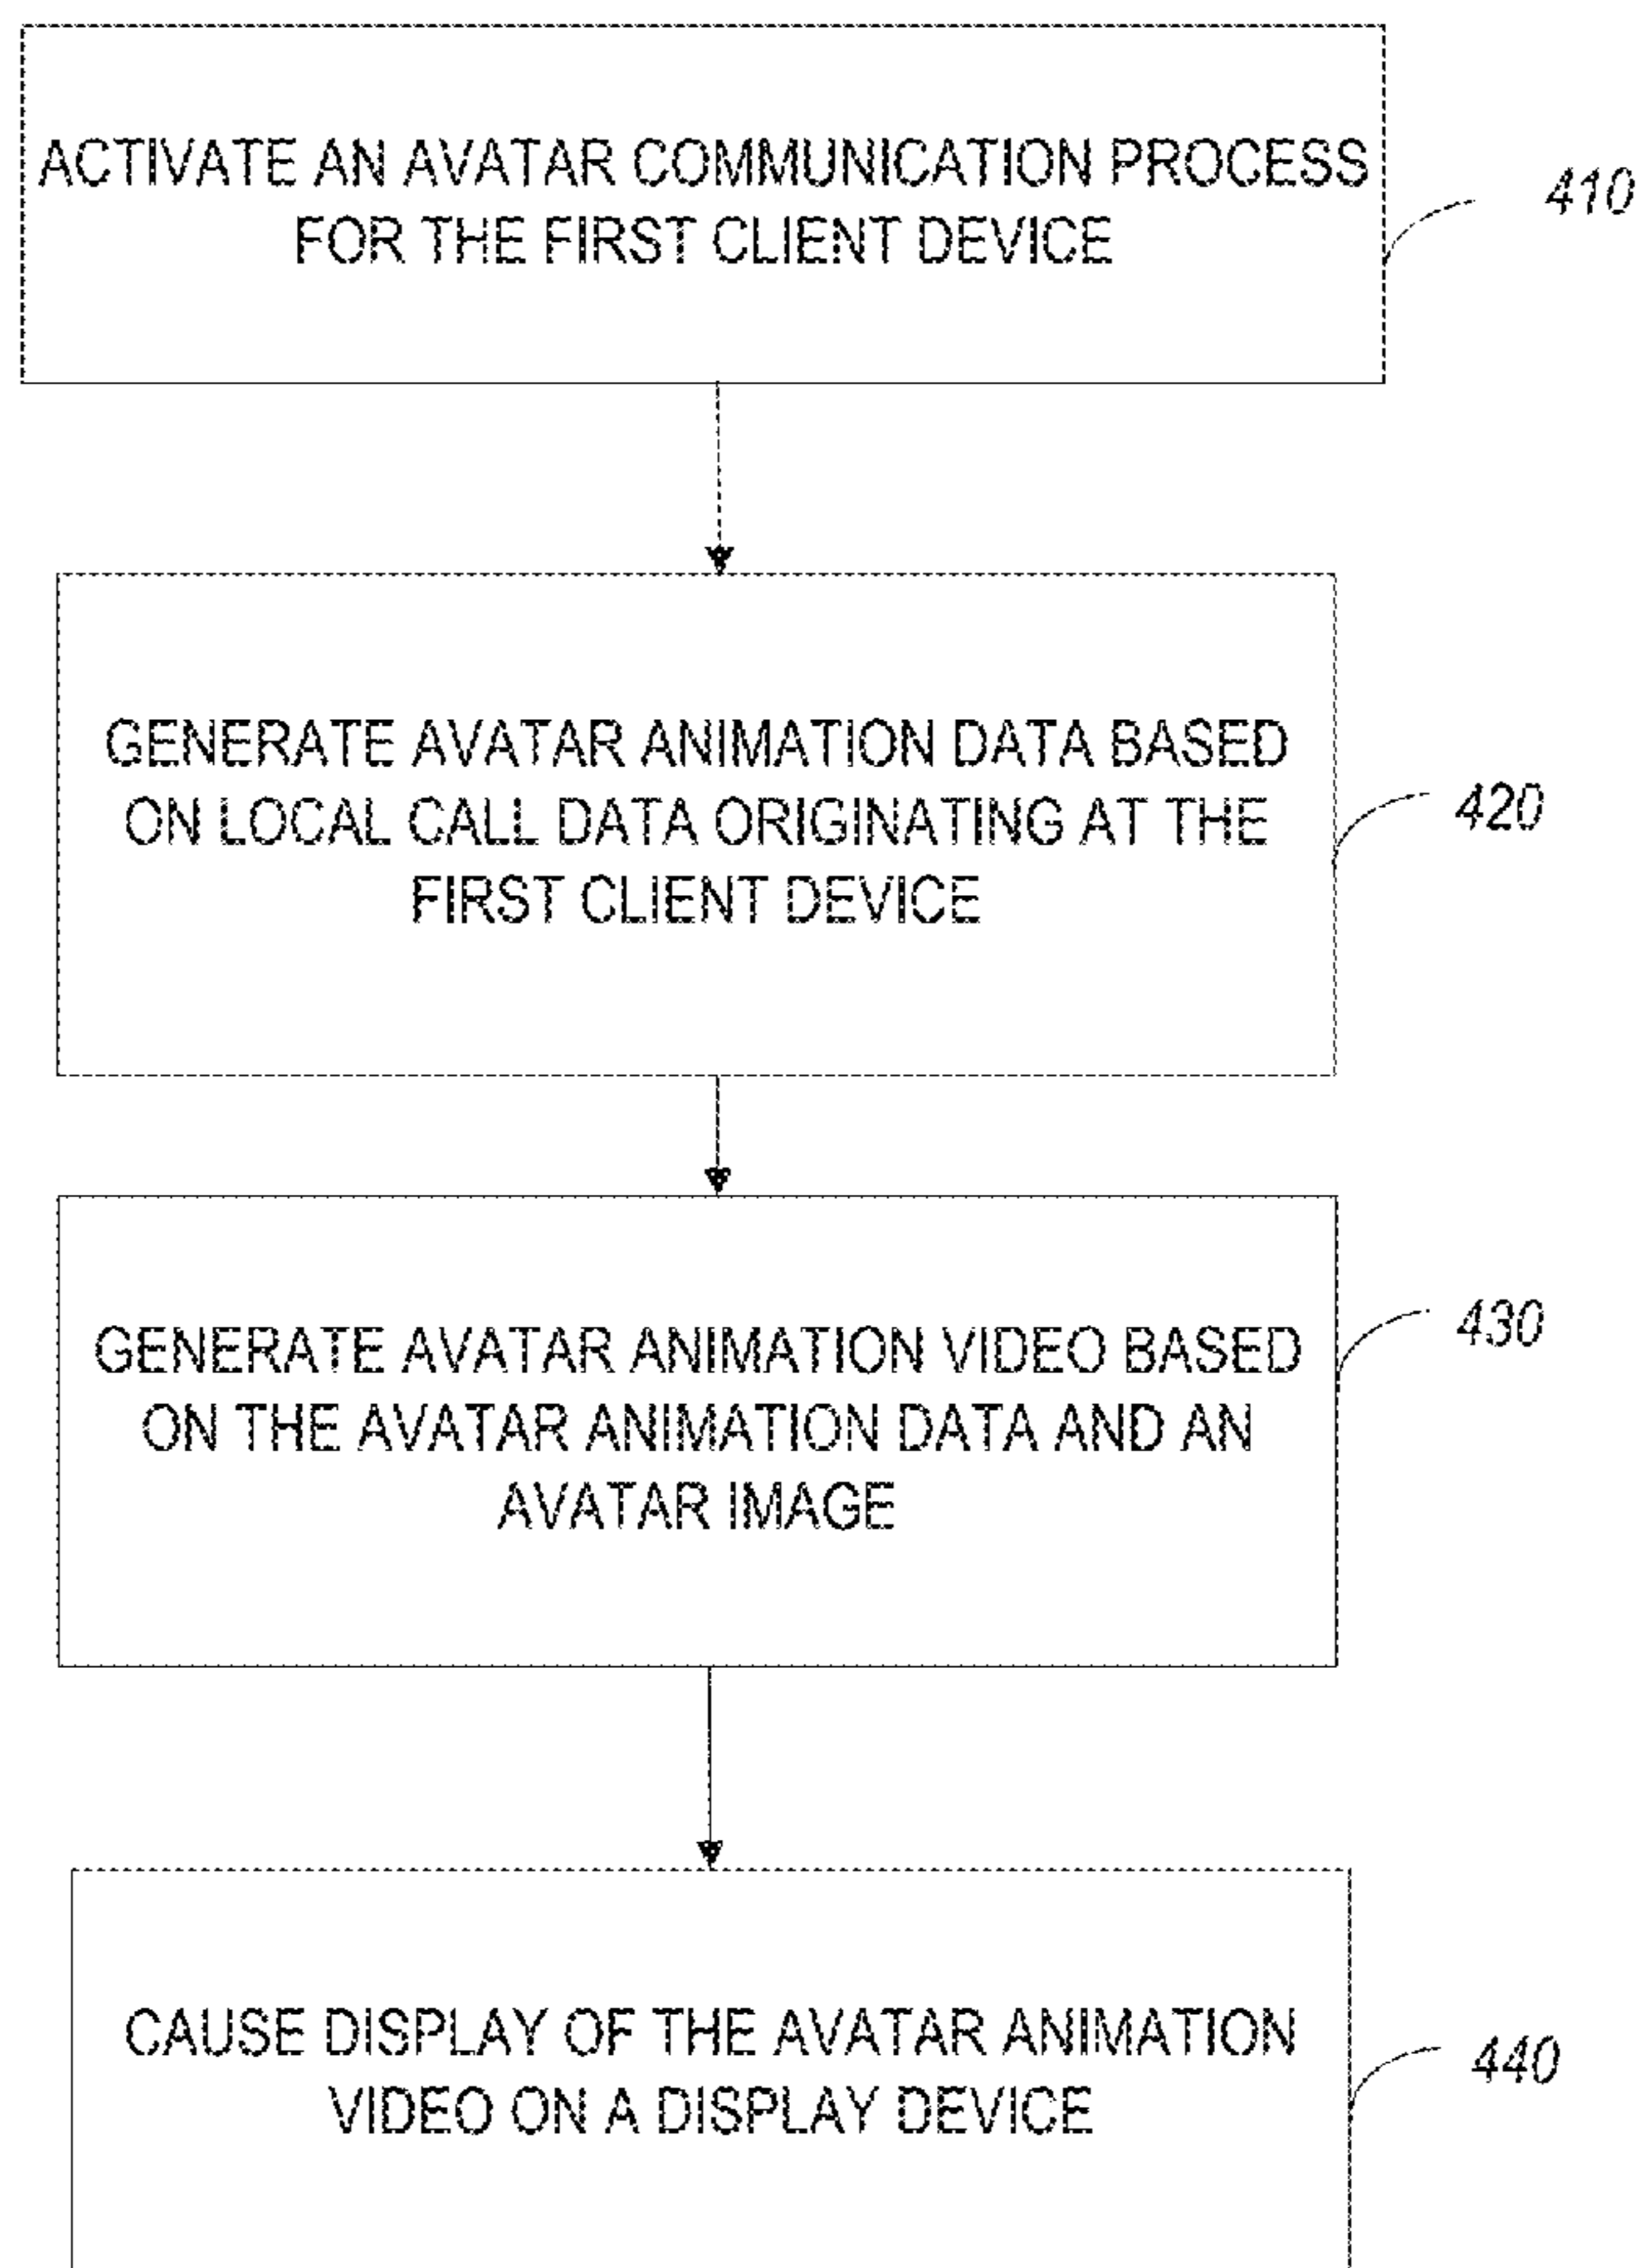 ACTIVATE AN AVATAR COMMUNICATION PROCESS
FOR THE FIRST CLIENT DEVICE
410
GENERATE AVATAR ANIMATION DATA BASED
ON LOCAL CALL DATA ORIGINATING AT THE
FIRST CLIENT DEVICE
420
GENERATE AVATAR ANIMATION VIDEO BASED
ON THE AVATAR ANIMATION DATA AND AN
AVATAR IMAGE
430
CAUSE DISPLAY OF THE AVATAR ANIMATION
VIDEO ON A DISPLAY DEVICE
440